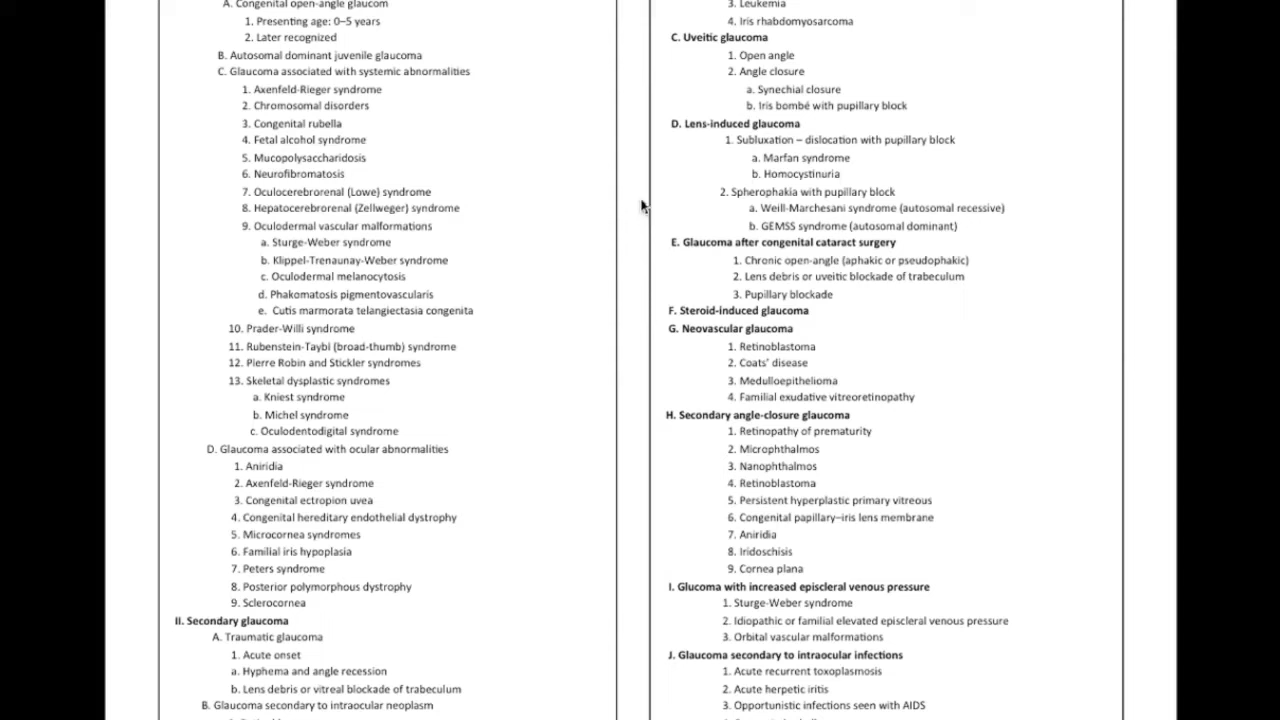 A. Congenital open-angle glaucom
1. Presenting age: 0–5 years
2. Later recognized
B. Autosomal dominant juvenile glaucoma
C. Glaucoma associated with systemic abnormalities
1. Axenfeld-Rieger syndrome
2. Chromosomal disorders
3. Congenital rubella
4. Fetal alcohol syndrome
5. Mucopolysaccharidosis
6. Neurofibromatosis
7. Oculocerebrorenal (Lowe) syndrome
8. Hepatocerebrorenal (Zellweger) syndrome
9. Oculodermal vascular malformations
a. Sturge-Weber syndrome
b. Klippel-Trenaunay-Weber syndrome
c. Oculodermal melanocytosis
d. Phakomatosis pigmentovascularis
e. Cutis marmorata telangiectasia congenita
10. Prader-Willi syndrome
11. Rubenstein-Taybi (broad-thumb) syndrome
12. Pierre Robin and Stickler syndromes
13. Skeletal dysplastic syndromes
a. Kniest syndrome
b. Michel syndrome
c. Oculodentodigital syndrome
D. Glaucoma associated with ocular abnormalities
1. Aniridia
2. Axenfeld-Rieger syndrome
3. Congenital ectropion uvea
4. Congenital hereditary endothelial dystrophy
5. Microcornea syndromes
6. Familial iris hypoplasia
7. Peters syndrome
8. Posterior polymorphous dystrophy
9. Sclerocornea
II. Secondary glaucoma
A. Traumatic glaucoma
1. Acute onset
a. Hyphema and angle recession
b. Lens debris or vitreal blockade of trabeculum
B. Glaucoma secondary to intraocular neoplasm
3. Leukemia
4. Iris rhabdomyosarcoma
C. Uveitic glaucoma
1. Open angle
2. Angle closure
a. Synechial closure
b. Iris bombé with pupillary block
D. Lens-induced glaucoma
1. Subluxation – dislocation with pupillary block
a. Marfan syndrome
b. Homocystinuria
2. Spherophakia with pupillary block
a. Weill-Marchesani syndrome (autosomal recessive)
b. GEMSS syndrome (autosomal dominant)
E. Glaucoma after congenital cataract surgery
1. Chronic open-angle (aphakic or pseudophakic)
2. Lens debris or uveitic blockade of trabeculum
3. Pupillary blockade
F. Steroid-induced glaucoma
G. Neovascular glaucoma
1. Retinoblastoma
2. Coats’ disease
3. Medulloepithelioma
4. Familial exudative vitreoretinopathy
H. Secondary angle-closure glaucoma
1. Retinopathy of prematurity
2. Microphthalmos
3. Nanophthalmos
4. Retinoblastoma
5. Persistent hyperplastic primary vitreous
6. Congenital papillary–iris lens membrane
7. Aniridia
8. Iridoschisis
9. Cornea plana
I. Glucoma with increased episcleral venous pressure
1. Sturge-Weber syndrome
2. Idiopathic or familial elevated episcleral venous pressure
3. Orbital vascular malformations
J. Glaucoma secondary to intraocular infections
1. Acute recurrent toxoplasmosis
2. Acute herpetic iritis
3. Opportunistic infections seen with AIDS